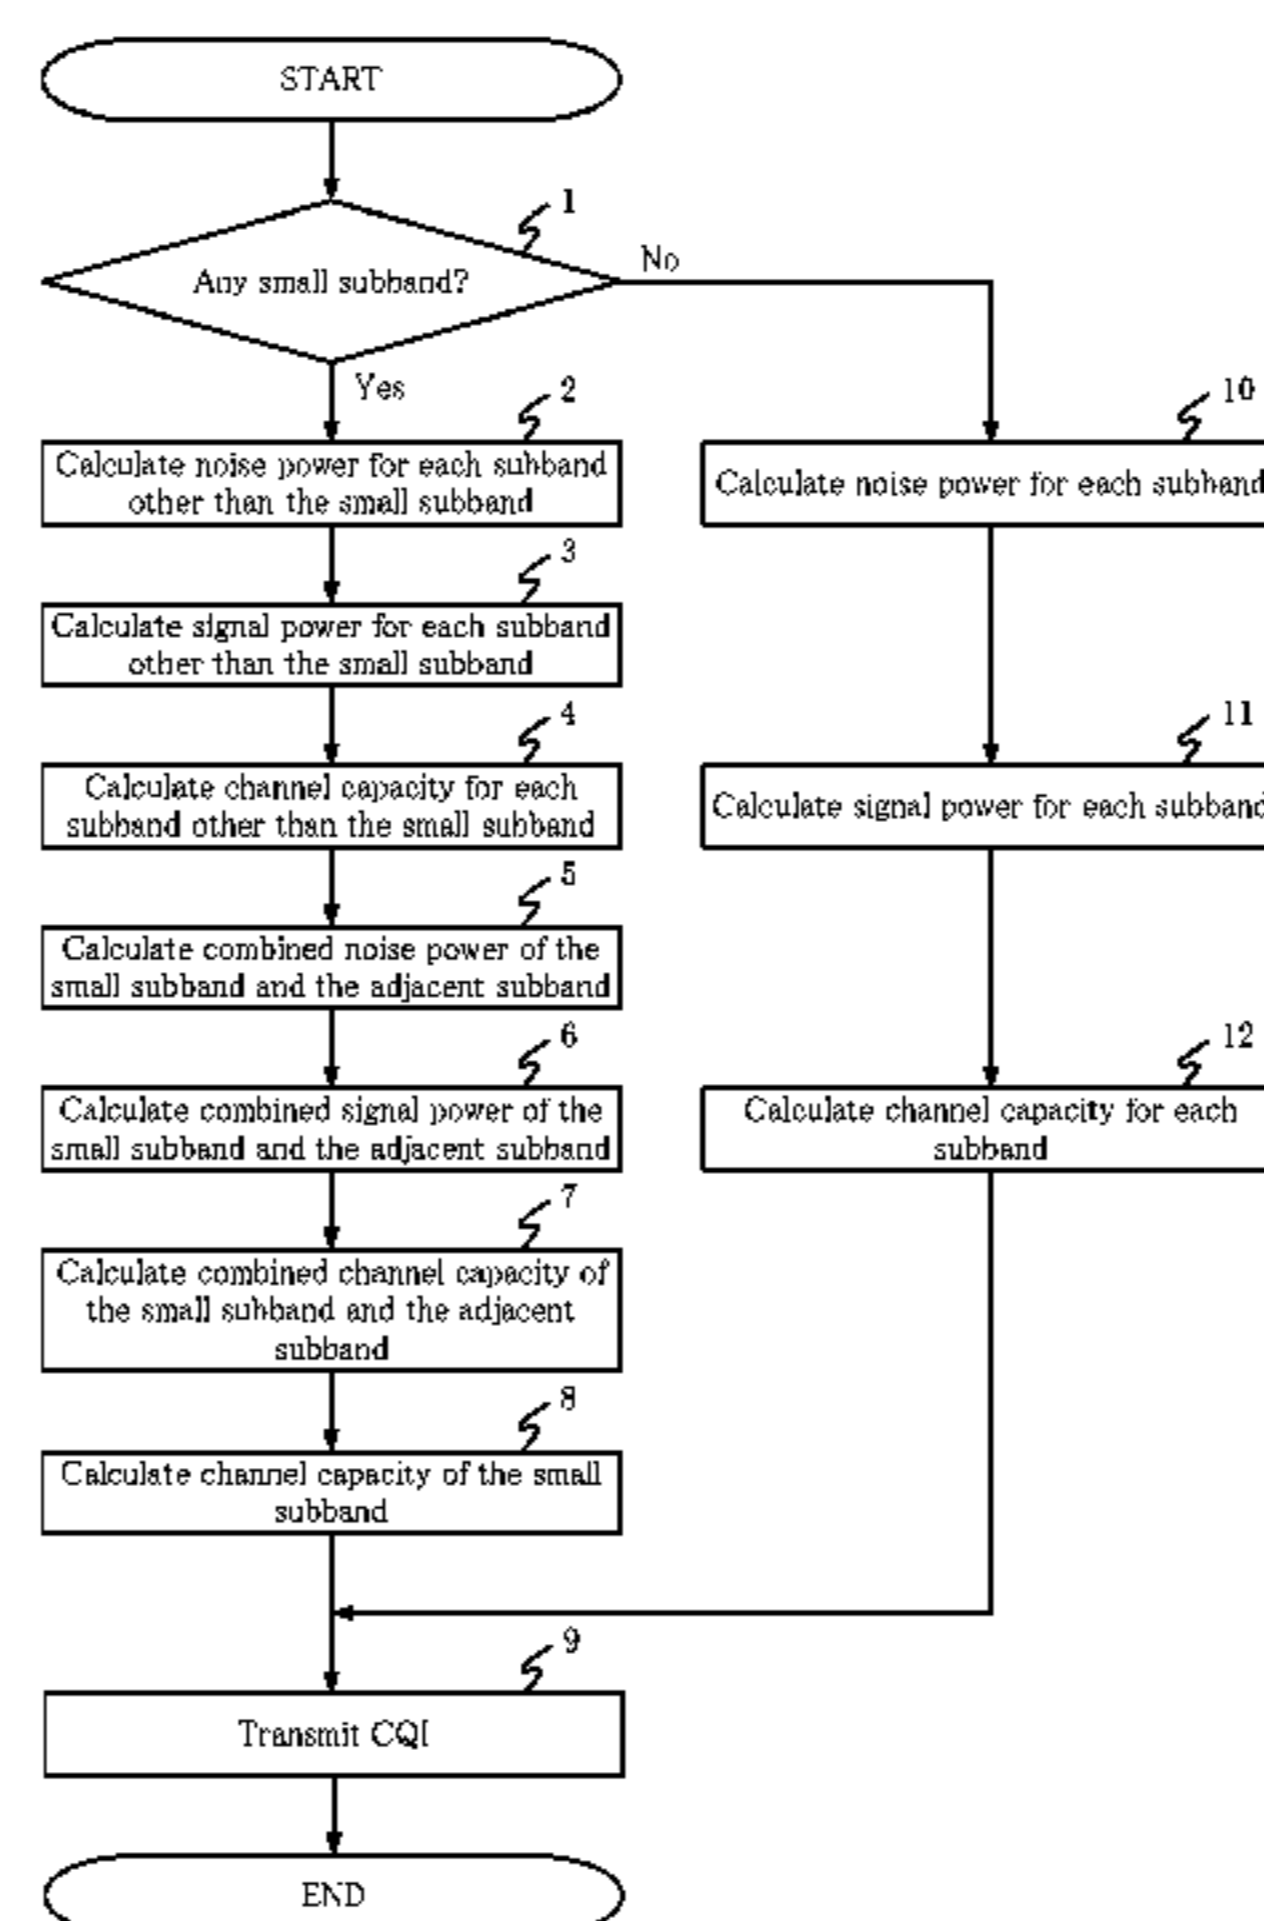 START
1
Any small subband?
No
Yes
2
Calculate noise power for each subband
other than the small subband
3
Calculate signal power for each subband
other than the small subband
4
Calculate channel capacity for each
subband other than the small subband
5
Calculate combined noise power of the
small subband and the adjacent subband
6
Calculate combined signal power of the
small subband and the adjacent subband
7
Calculate combined channel capacity of
the small subband and the adjacent
subband
8
Calculate channel capacity of the small
subband
10
Calculate noise power for each subband
11
Calculate signal power for each subband
12
Calculate channel capacity for each
subband
9
Transmit CQI
END